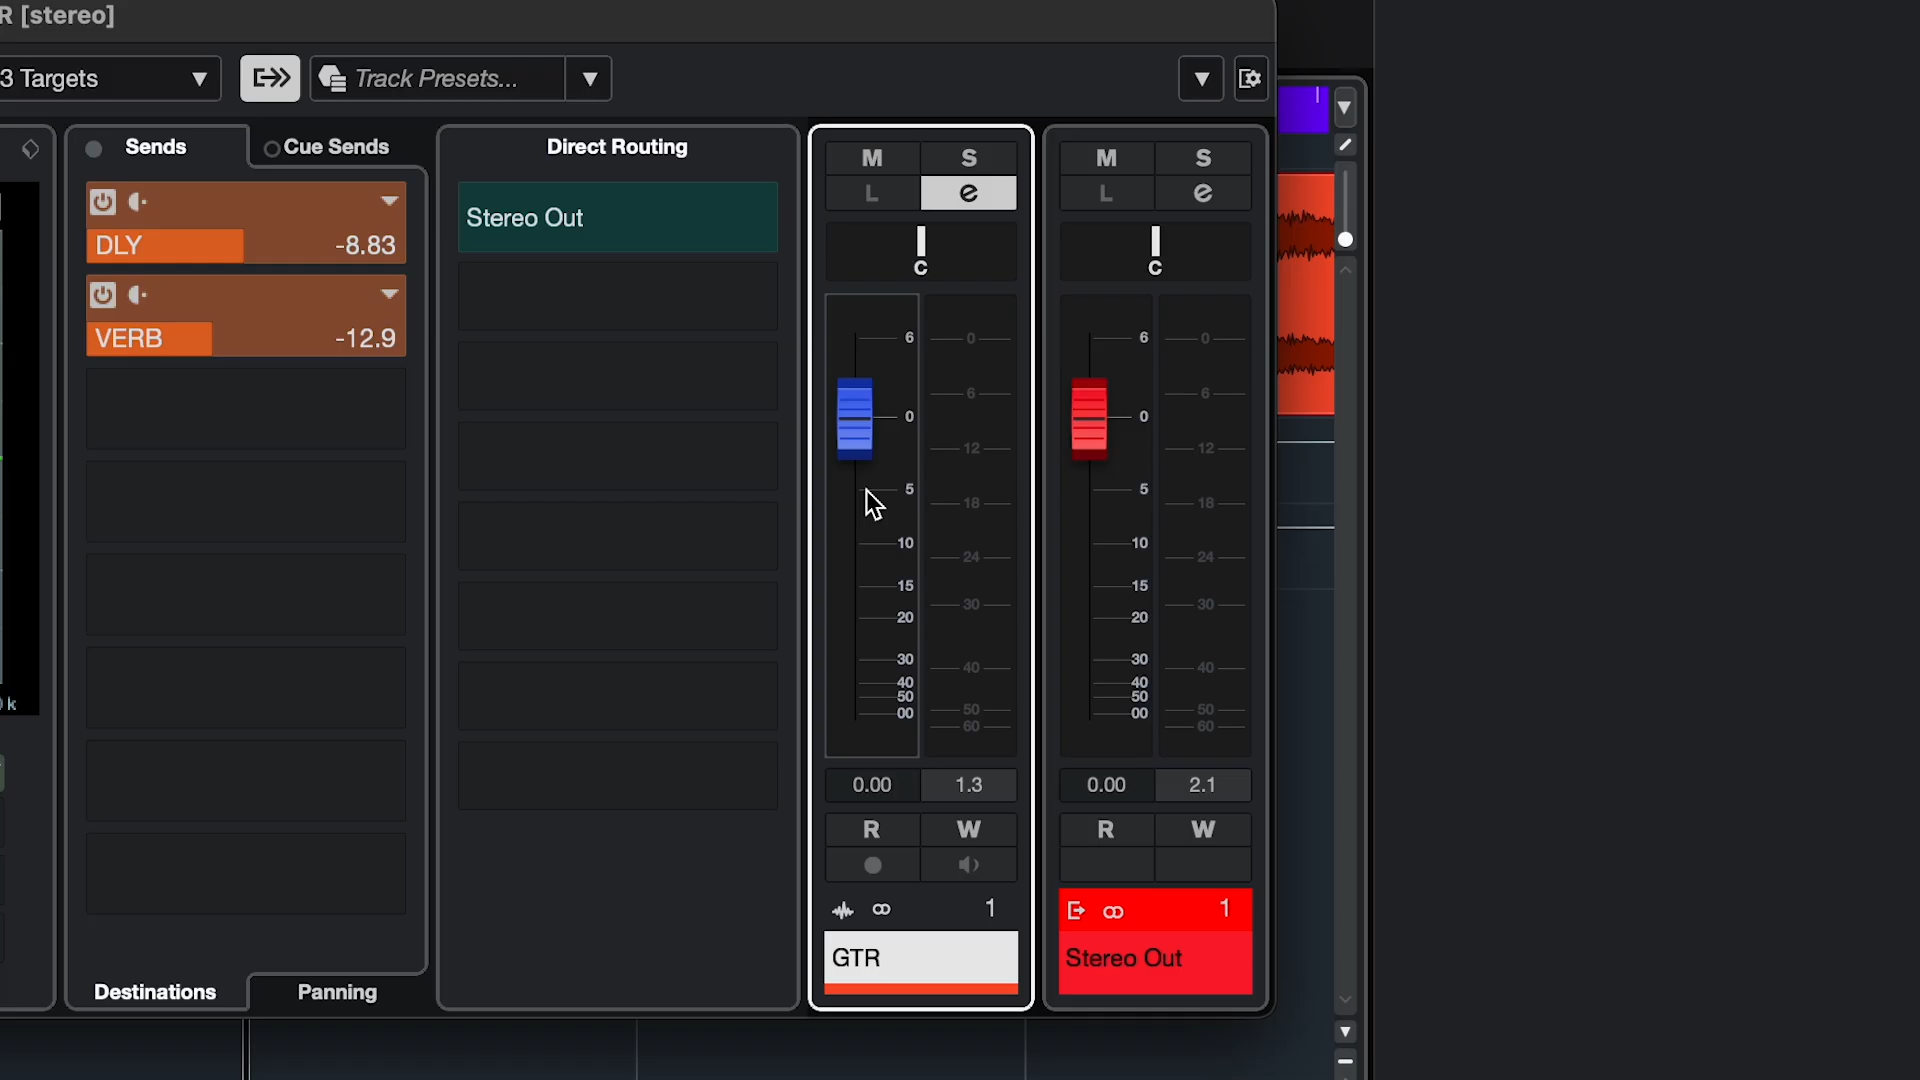 R [stereo]
3 Targets
Track Presets...
Sends
Cue Sends
DLY -8.83
VERB -12.9
Destinations
Panning
Direct Routing
Stereo Out
M S
L e
C
6
0
5
10
15
20
30
40
50
00
0
6
12
18
24
30
40
50
60
0.00 1.3
R W
1
GTR
M S
L e
C
6
0
5
10
15
20
30
40
50
00
0
6
12
18
24
30
40
50
60
0.00 2.1
R W
1
Stereo Out
k